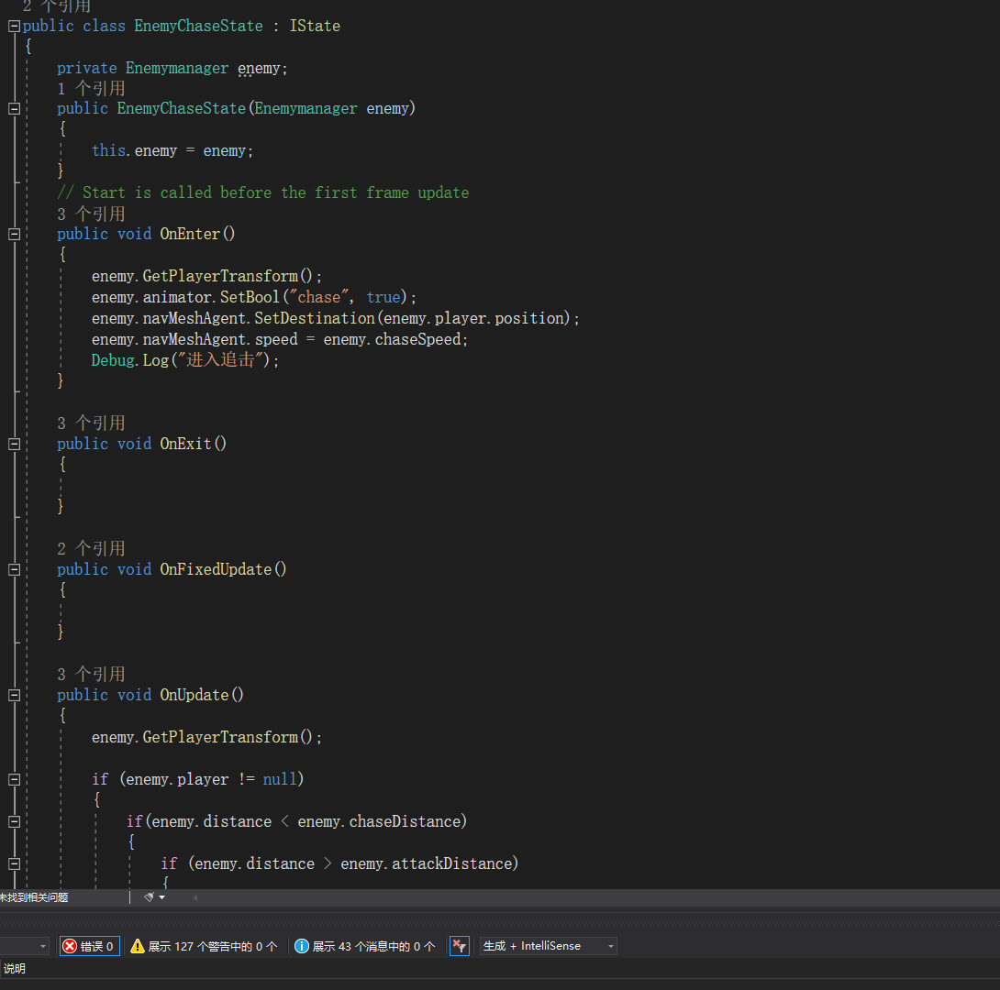 2 个引用
public class EnemyChaseState : IState
{
private Enemymanager enemy;
1 个引用
public EnemyChaseState(Enemymanager enemy)
{
this.enemy = enemy;
}
// Start is called before the first frame update
3 个引用
public void OnEnter()
{
enemy.GetPlayerTransform();
enemy.animator.SetBool("chase", true);
enemy.navMeshAgent.SetDestination(enemy.player.position);
enemy.navMeshAgent.speed = enemy.chaseSpeed;
Debug.Log("进入追击");
}
3 个引用
public void OnExit()
{
}
2 个引用
public void OnFixedUpdate()
{
}
3 个引用
public void OnUpdate()
{
enemy.GetPlayerTransform();
if (enemy.player != null)
{
if(enemy.distance < enemy.chaseDistance)
{
if (enemy.distance > enemy.attackDistance)
{
未找到相关问题
错误 0 展示 127 个警告中的 0 个 展示 43 个消息中的 0 个 生成 + IntelliSense
说明